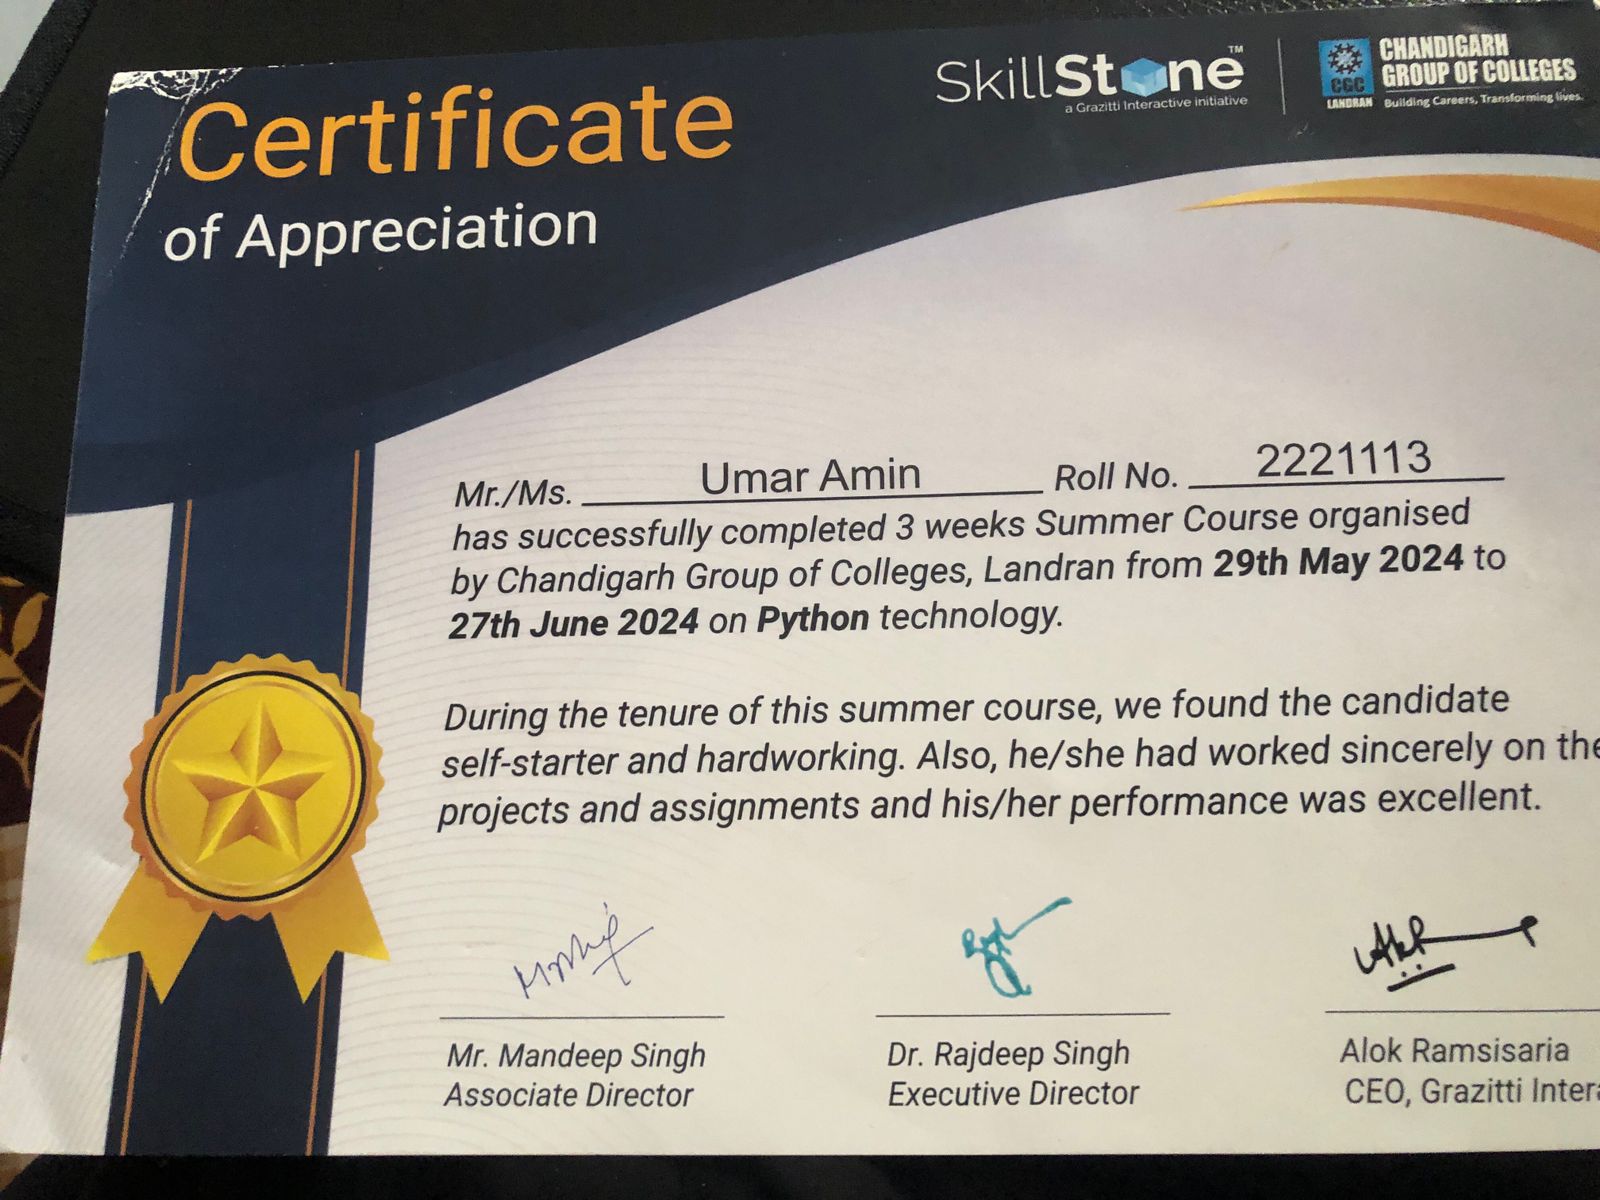 SkillStone™
a Grazitti Interactive initiative
CGC
LANDRAN
CHANDIGARH
GROUP OF COLLEGES
Building Careers, Transforming lives.
Certificate
of Appreciation
Mr./Ms. Umar Amin Roll No. 2221113
has successfully completed 3 weeks Summer Course organised
by Chandigarh Group of Colleges, Landran from 29th May 2024 to
27th June 2024 on Python technology.
During the tenure of this summer course, we found the candidate
self-starter and hardworking. Also, he/she had worked sincerely on the
projects and assignments and his/her performance was excellent.
Mr. Mandeep Singh
Associate Director
Dr. Rajdeep Singh
Executive Director
Alok Ramsisaria
CEO, Grazitti